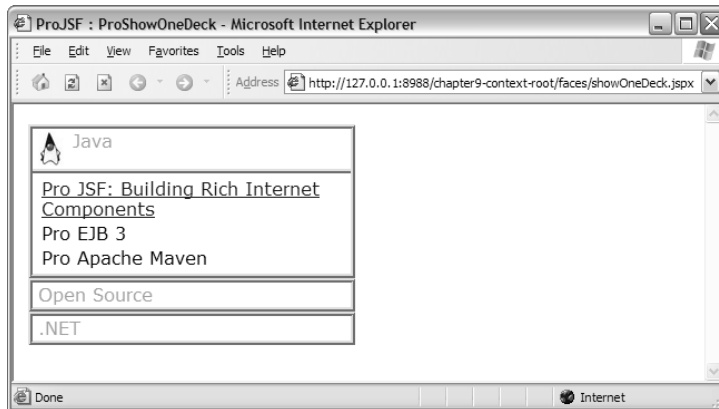 ProJSF : ProShowOneDeck - Microsoft Internet Explorer
File Edit View Favorites Tools Help
Address http://127.0.0.1:8988/chapter9-context-root/faces/showOneDeck.jspx
Java
Pro JSF: Building Rich Internet
Components
Pro EJB 3
Pro Apache Maven
Open Source
.NET
Done Internet